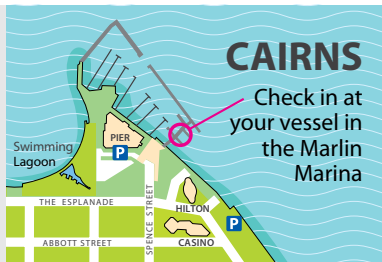 CAIRNS
Check in at
your vessel in
the Marlin
Marina
PIER
P
Swimming
Lagoon
THE ESPLANADE
SPENCE STREET
HILTON
P
ABBOTT STREET
CASINO